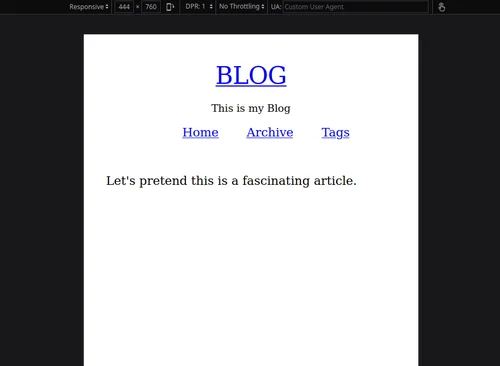 Responsive 444 × 760 DPR: 1 No Throttling UA: Custom User Agent
BLOG
This is my Blog
Home Archive Tags
Let's pretend this is a fascinating article.